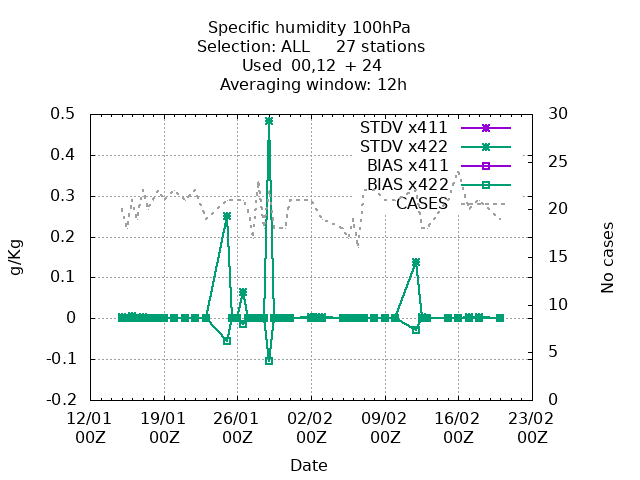 Specific humidity 100hPa
Selection: ALL 27 stations
Used 00,12 + 24
Averaging window: 12h
STDV x411
STDV x422
BIAS x411
BIAS x422
CASES
0.5
0.4
0.3
0.2
0.1
0
-0.1
-0.2
g/Kg
30
25
20
15
10
5
0
No cases
12/01 19/01 26/01 02/02 09/02 16/02 23/02
00Z 00Z 00Z 00Z 00Z 00Z 00Z
Date